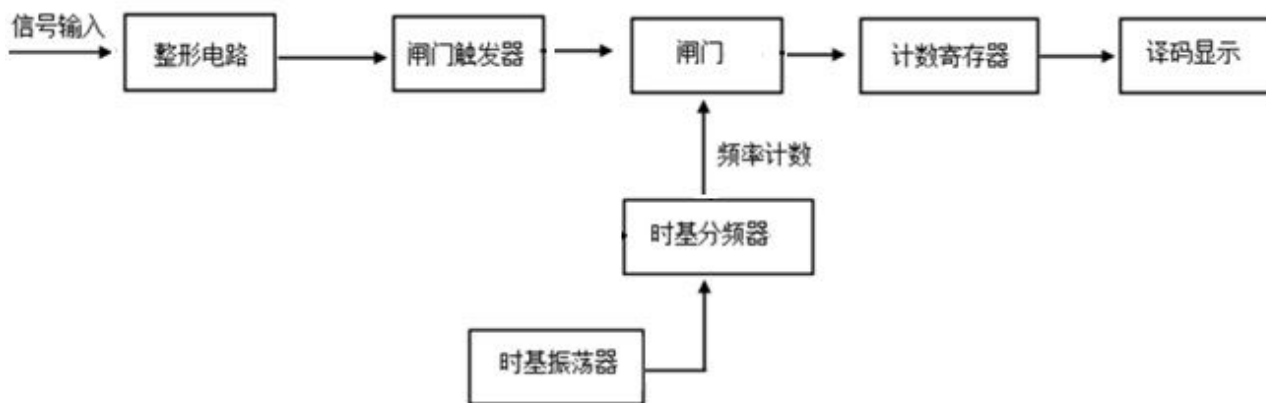 信号输入
整形电路
闸门触发器
闸门
计数寄存器
译码显示
频率计数
时基分频器
时基振荡器